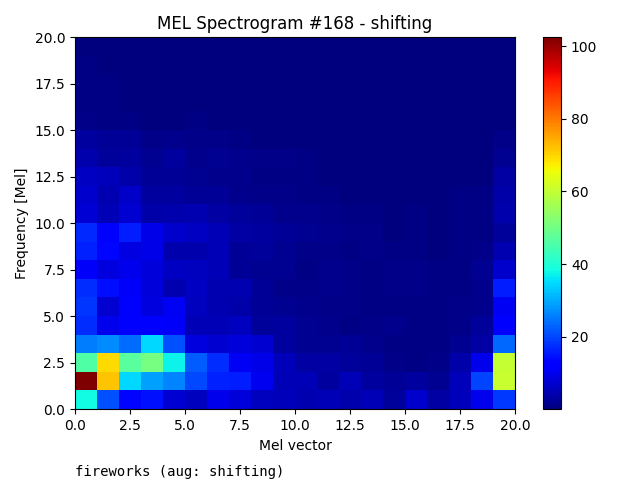 MEL Spectrogram #168 - shifting
20.0
17.5
15.0
12.5
10.0
7.5
5.0
2.5
0.0
Frequency [Mel]
0.0 2.5 5.0 7.5 10.0 12.5 15.0 17.5 20.0
Mel vector
100
80
60
40
20
fireworks (aug: shifting)